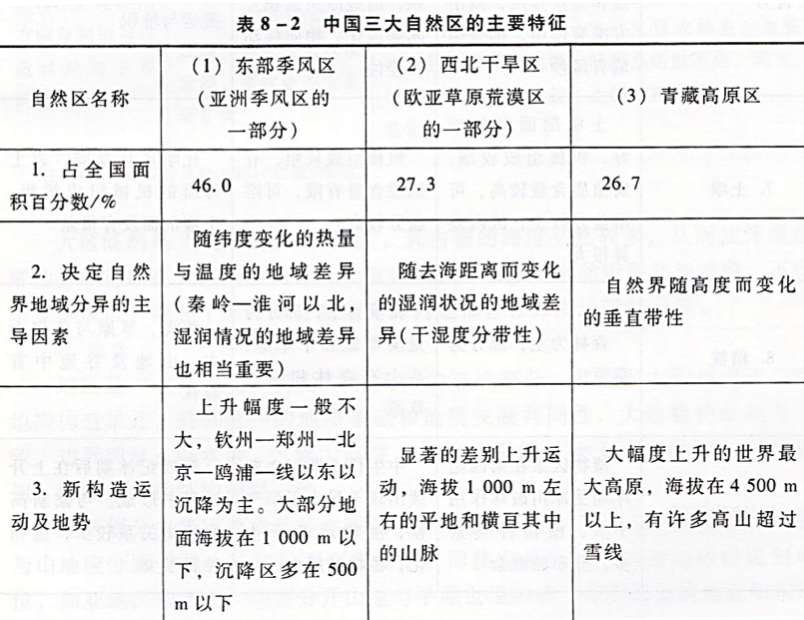 表 8-2 中国三大自然区的主要特征
自然区名称
(1) 东部季风区
(亚洲季风区的
一部分)
(2) 西北干旱区
(欧亚草原荒漠区
的一部分)
(3) 青藏高原区
1. 占全国面
积百分数/%
46.0
27.3
26.7
2. 决定自然
界地域分异的主
导因素
随纬度变化的热量
与温度的地域差异
(秦岭—淮河以北,
湿润情况的地域差异
也相当重要)
随去海距离而变化
的湿润状况的地域差
异(干湿度分带性)
自然界随高度而变化
的垂直带性
3. 新构造运
动及地势
上升幅度一般不
大,钦州—郑州—北
京—鸥浦一线以东以
沉降为主。大部分地
面海拔在 1 000 m 以
下,沉降区多在 500
m 以下
显著的差别上升运
动,海拔 1 000 m 左
右的平地和横亘其中
的山脉
大幅度上升的世界最
大高原,海拔在 4 500 m
以上,有许多高山超过
雪线